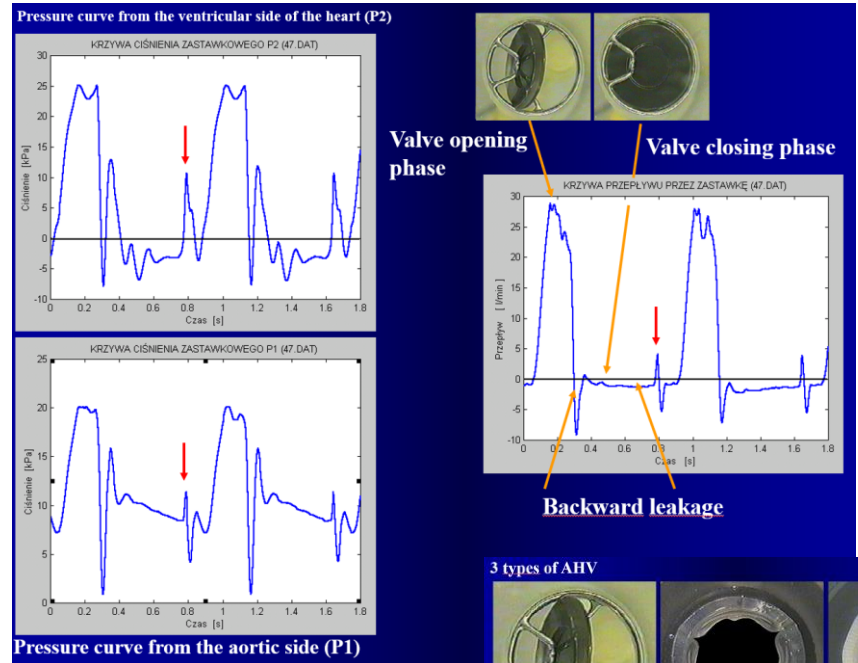 Pressure curve from the ventricular side of the heart (P2)
KRZYWA CIŚNIENIA ZASTAWKOWEGO P2 (47.DAT)
30
25
20
15
10
5
0
-5
-10
Ciśnienie [kPa]
0 0.2 0.4 0.6 0.8 1 1.2 1.4 1.6 1.8
Czas [s]
KRZYWA CIŚNIENIA ZASTAWKOWEGO P1 (47.DAT)
25
20
15
10
5
0
Ciśnienie [kPa]
0 0.2 0.4 0.6 0.8 1 1.2 1.4 1.6 1.8
Czas [s]
Pressure curve from the aortic side (P1)
Valve opening
phase
Valve closing phase
KRZYWA PRZEPŁYWU PRZEZ ZASTAWKĘ (47.DAT)
30
25
20
15
10
5
0
-5
-10
Przepływ [ l/min ]
0 0.2 0.4 0.6 0.8 1 1.2 1.4 1.6 1.8
Czas [s]
Backward leakage
3 types of AHV